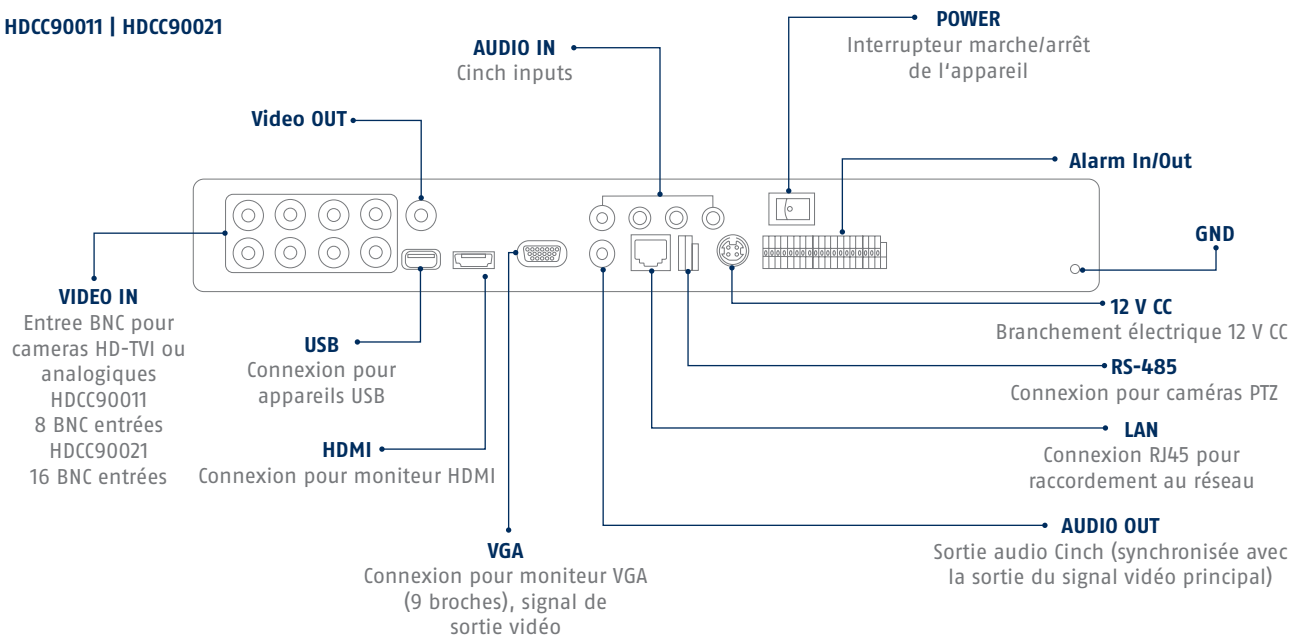 HDCC90011 | HDCC90021
POWER
Interrupteur marche/arrêt
de l'appareil
AUDIO IN
Cinch inputs
Video OUT
Alarm In/Out
GND
VIDEO IN
Entree BNC pour
cameras HD-TVI ou
analogiques
HDCC90011
8 BNC entrées
HDCC90021
16 BNC entrées
USB
Connexion pour
appareils USB
HDMI
Connexion pour moniteur HDMI
VGA
Connexion pour moniteur VGA
(9 broches), signal de
sortie vidéo
12 V CC
Branchement électrique 12 V CC
RS-485
Connexion pour caméras PTZ
LAN
Connexion RJ45 pour
raccordement au réseau
AUDIO OUT
Sortie audio Cinch (synchronisée avec
la sortie du signal vidéo principal)